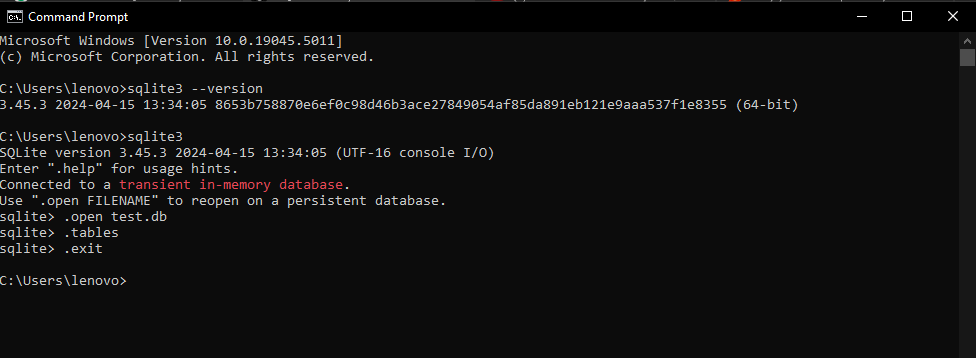 Command Prompt
Microsoft Windows [Version 10.0.19045.5011]
(c) Microsoft Corporation. All rights reserved.
C:\Users\lenovo>sqlite3 --version
3.45.3 2024-04-15 13:34:05 8653b758870e6ef0c98d46b3ace27849054af85da891eb121e9aaa537f1e8355 (64-bit)
C:\Users\lenovo>sqlite3
SQLite version 3.45.3 2024-04-15 13:34:05 (UTF-16 console I/O)
Enter ".help" for usage hints.
Connected to a transient in-memory database.
Use ".open FILENAME" to reopen on a persistent database.
sqlite> .open test.db
sqlite> .tables
sqlite> .exit
C:\Users\lenovo>